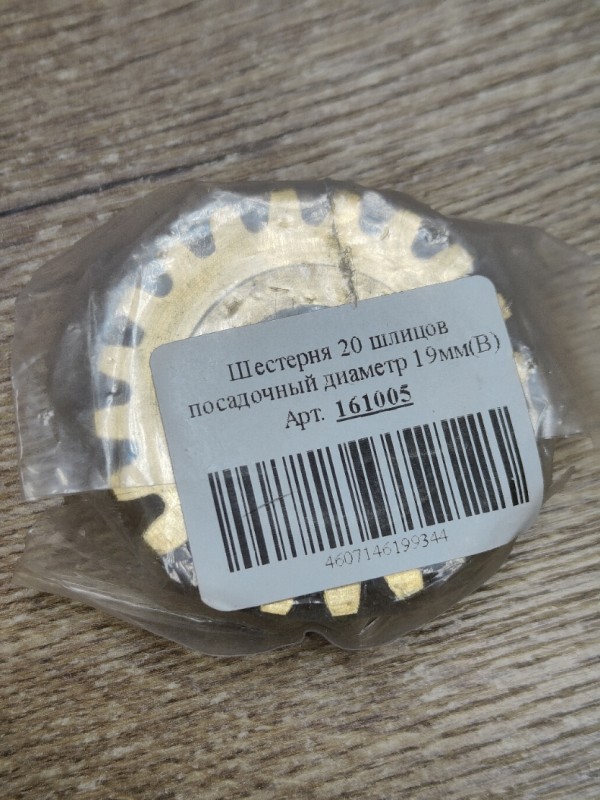 Шестерня 20 шлицов
посадочный диаметр 19мм(В)
Арт. 161005
4607146199344